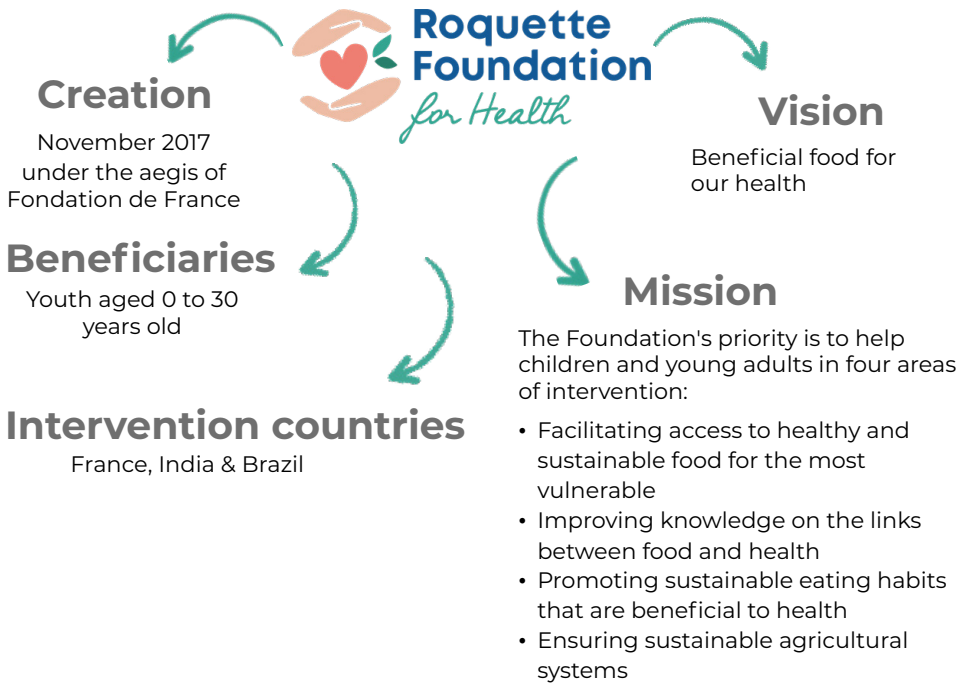 Roquette
Foundation
for Health
Creation
November 2017
under the aegis of
Fondation de France
Vision
Beneficial food for
our health
Beneficiaries
Youth aged 0 to 30
years old
Intervention countries
France, India & Brazil
Mission
The Foundation's priority is to help
children and young adults in four areas
of intervention:
• Facilitating access to healthy and
sustainable food for the most
vulnerable
• Improving knowledge on the links
between food and health
• Promoting sustainable eating habits
that are beneficial to health
• Ensuring sustainable agricultural
systems